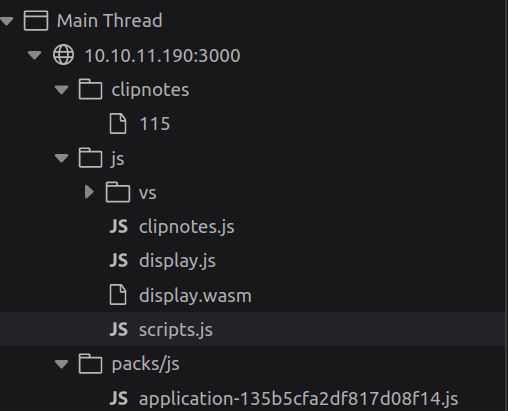 Main Thread
10.10.11.190:3000
clipnotes
115
js
vs
JS clipnotes.js
JS display.js
display.wasm
JS scripts.js
packs/js
JS application-135b5cfa2df817d08f14.js